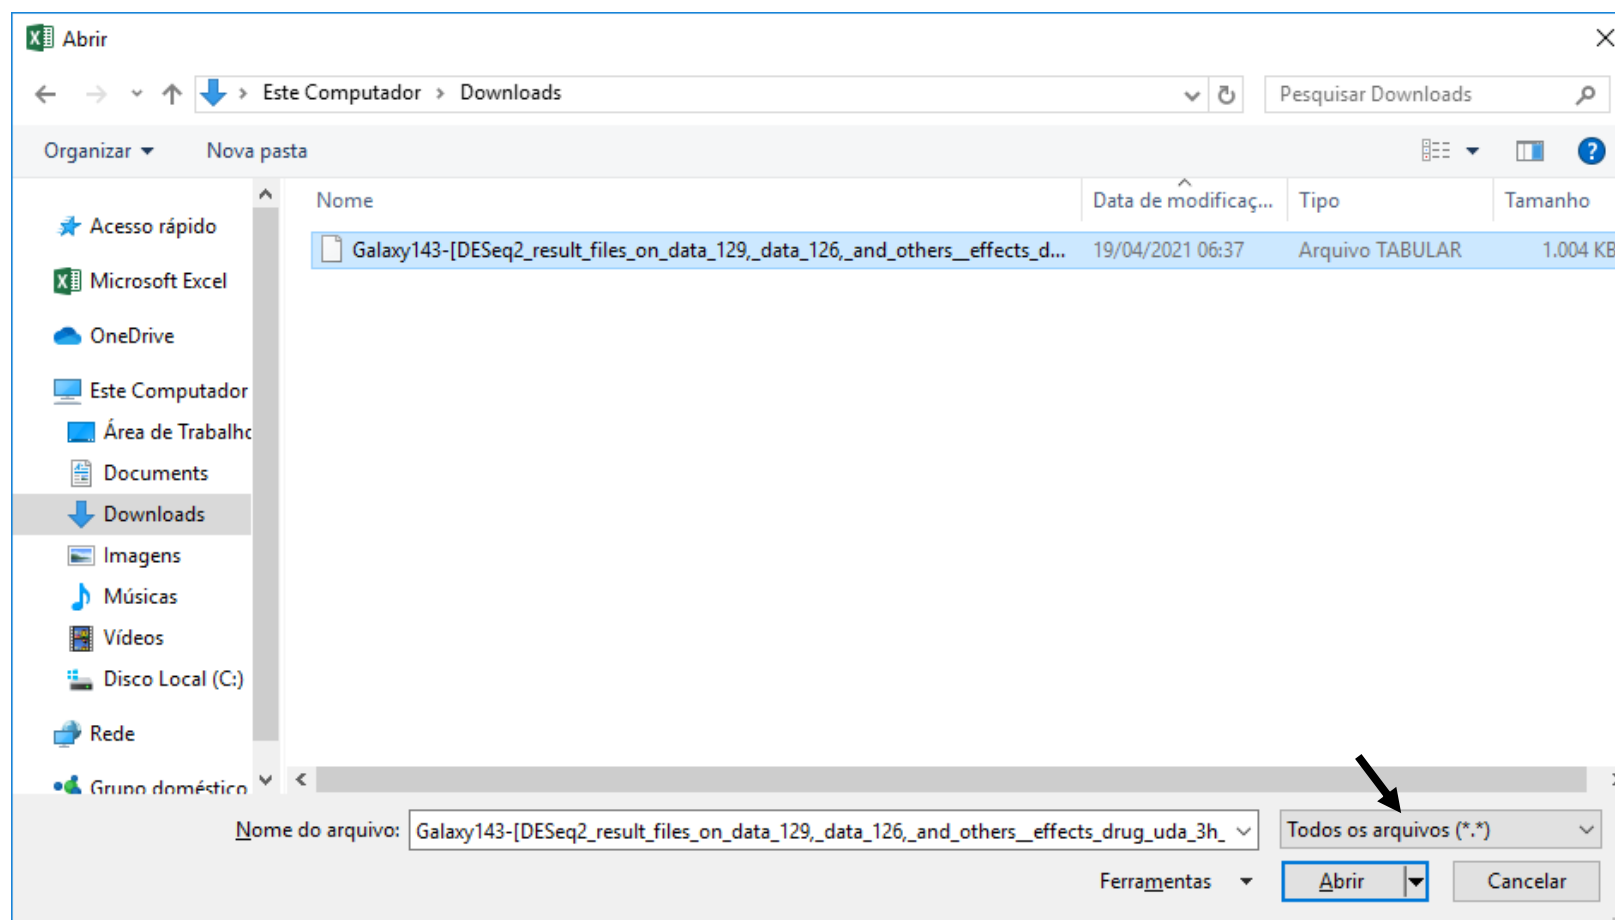 Abrir
Este Computador > Downloads
Pesquisar Downloads
Organizar
Nova pasta
Nome
Data de modificaç...
Tipo
Tamanho
Galaxy143-[DESeq2_result_files_on_data_129,_data_126,_and_others__effects_d...
19/04/2021 06:37
Arquivo TABULAR
1.004 KB
Acesso rápido
Microsoft Excel
OneDrive
Este Computador
Área de Trabalho
Documents
Downloads
Imagens
Músicas
Vídeos
Disco Local (C:)
Rede
Grupo doméstico
Nome do arquivo:
Galaxy143-[DESeq2_result_files_on_data_129,_data_126,_and_others__effects_drug_uda_3h_
Todos os arquivos (*.*)
Ferramentas
Abrir
Cancelar